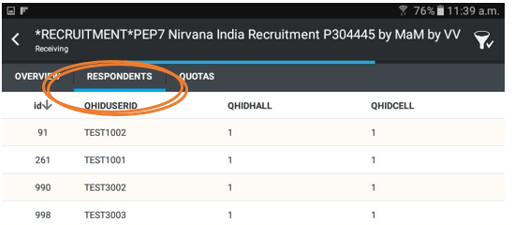 76% 11:39 a.m.
*RECRUITMENT*PEP7 Nirvana India Recruitment P304445 by MaM by VV
Receiving
OVERVIEW RESPONDENTS QUOTAS
id QHIDUSERID QHIDHALL QHIDCELL
91 TEST1002 1 1
261 TEST1001 1 1
990 TEST3002 1 1
998 TEST3003 1 1